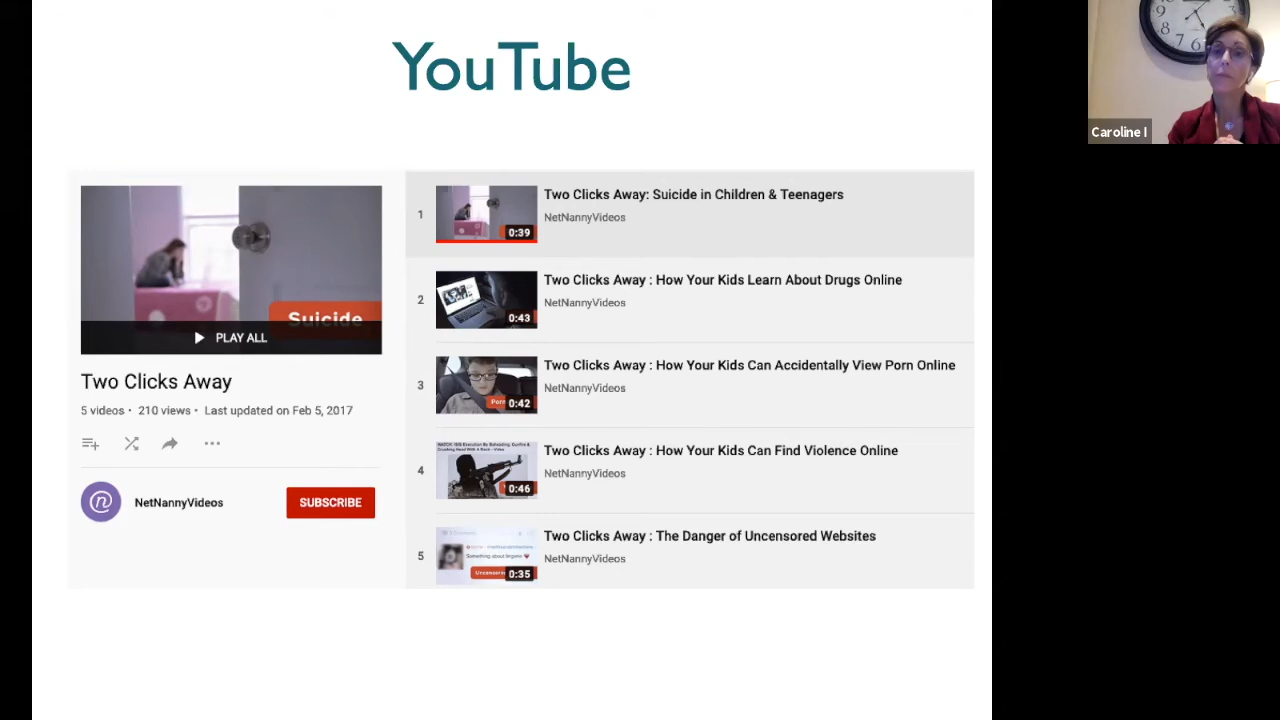 YouTube
Caroline I
Suicide
PLAY ALL
Two Clicks Away
5 videos • 210 views • Last updated on Feb 5, 2017
NetNannyVideos
SUBSCRIBE
1
0:39
Two Clicks Away: Suicide in Children & Teenagers
NetNannyVideos
2
0:43
Two Clicks Away : How Your Kids Learn About Drugs Online
NetNannyVideos
3
Porn
0:42
Two Clicks Away : How Your Kids Can Accidentally View Porn Online
NetNannyVideos
4
0:46
Two Clicks Away : How Your Kids Can Find Violence Online
NetNannyVideos
5
Something about
0:35
Two Clicks Away : The Danger of Uncensored Websites
NetNannyVideos